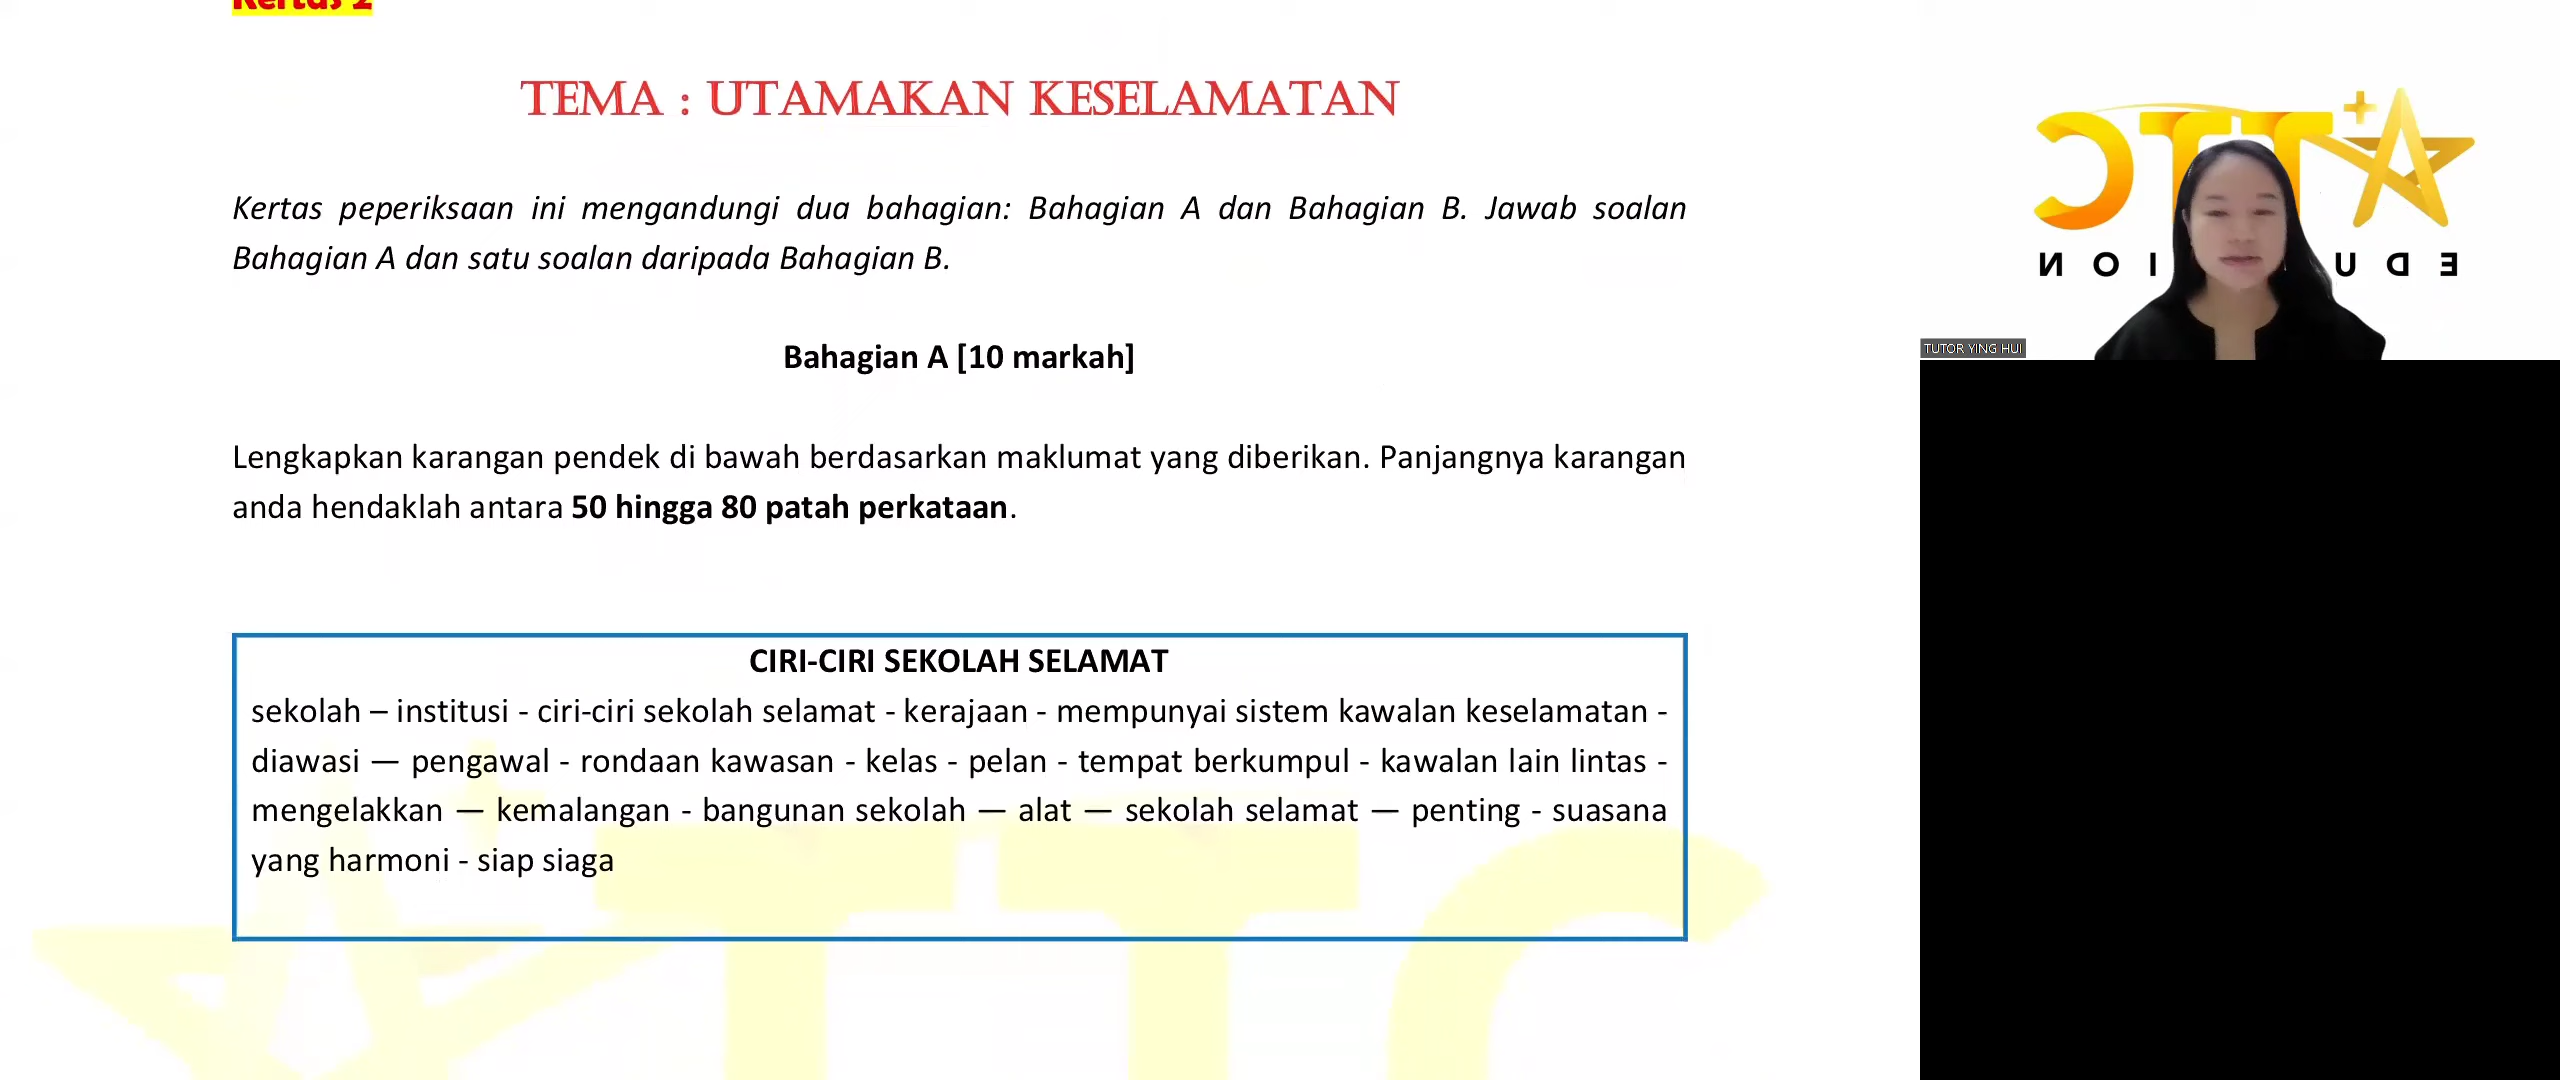 Kertas 2
TEMA : UTAMAKAN KESELAMATAN
Kertas peperiksaan ini mengandungi dua bahagian: Bahagian A dan Bahagian B. Jawab soalan
Bahagian A dan satu soalan daripada Bahagian B.
Bahagian A [10 markah]
Lengkapkan karangan pendek di bawah berdasarkan maklumat yang diberikan. Panjangnya karangan
anda hendaklah antara 50 hingga 80 patah perkataan.
CIRI-CIRI SEKOLAH SELAMAT
sekolah – institusi - ciri-ciri sekolah selamat - kerajaan - mempunyai sistem kawalan keselamatan -
diawasi — pengawal - rondaan kawasan - kelas - pelan - tempat berkumpul - kawalan lain lintas -
mengelakkan — kemalangan - bangunan sekolah — alat — sekolah selamat — penting - suasana
yang harmoni - siap siaga
TTC
TUTOR YING HUI